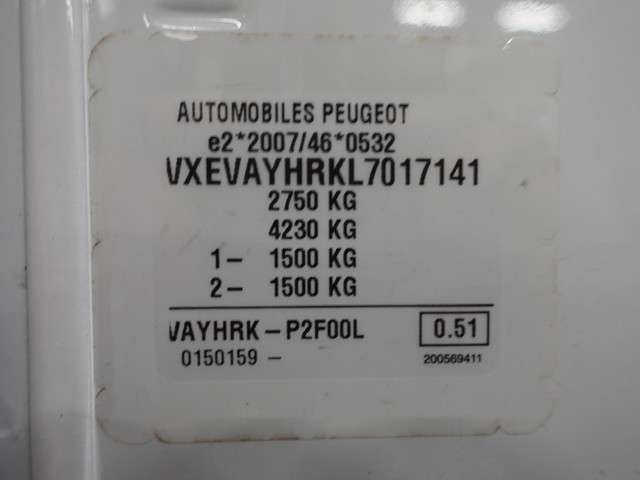 AUTOMOBILES PEUGEOT
e2*2007/46*0532
VXEVAYHRKL7017141
2750 KG
4230 KG
1- 1500 KG
2- 1500 KG
VAYHRK-P2F00L 0.51
0150159 - 200569411